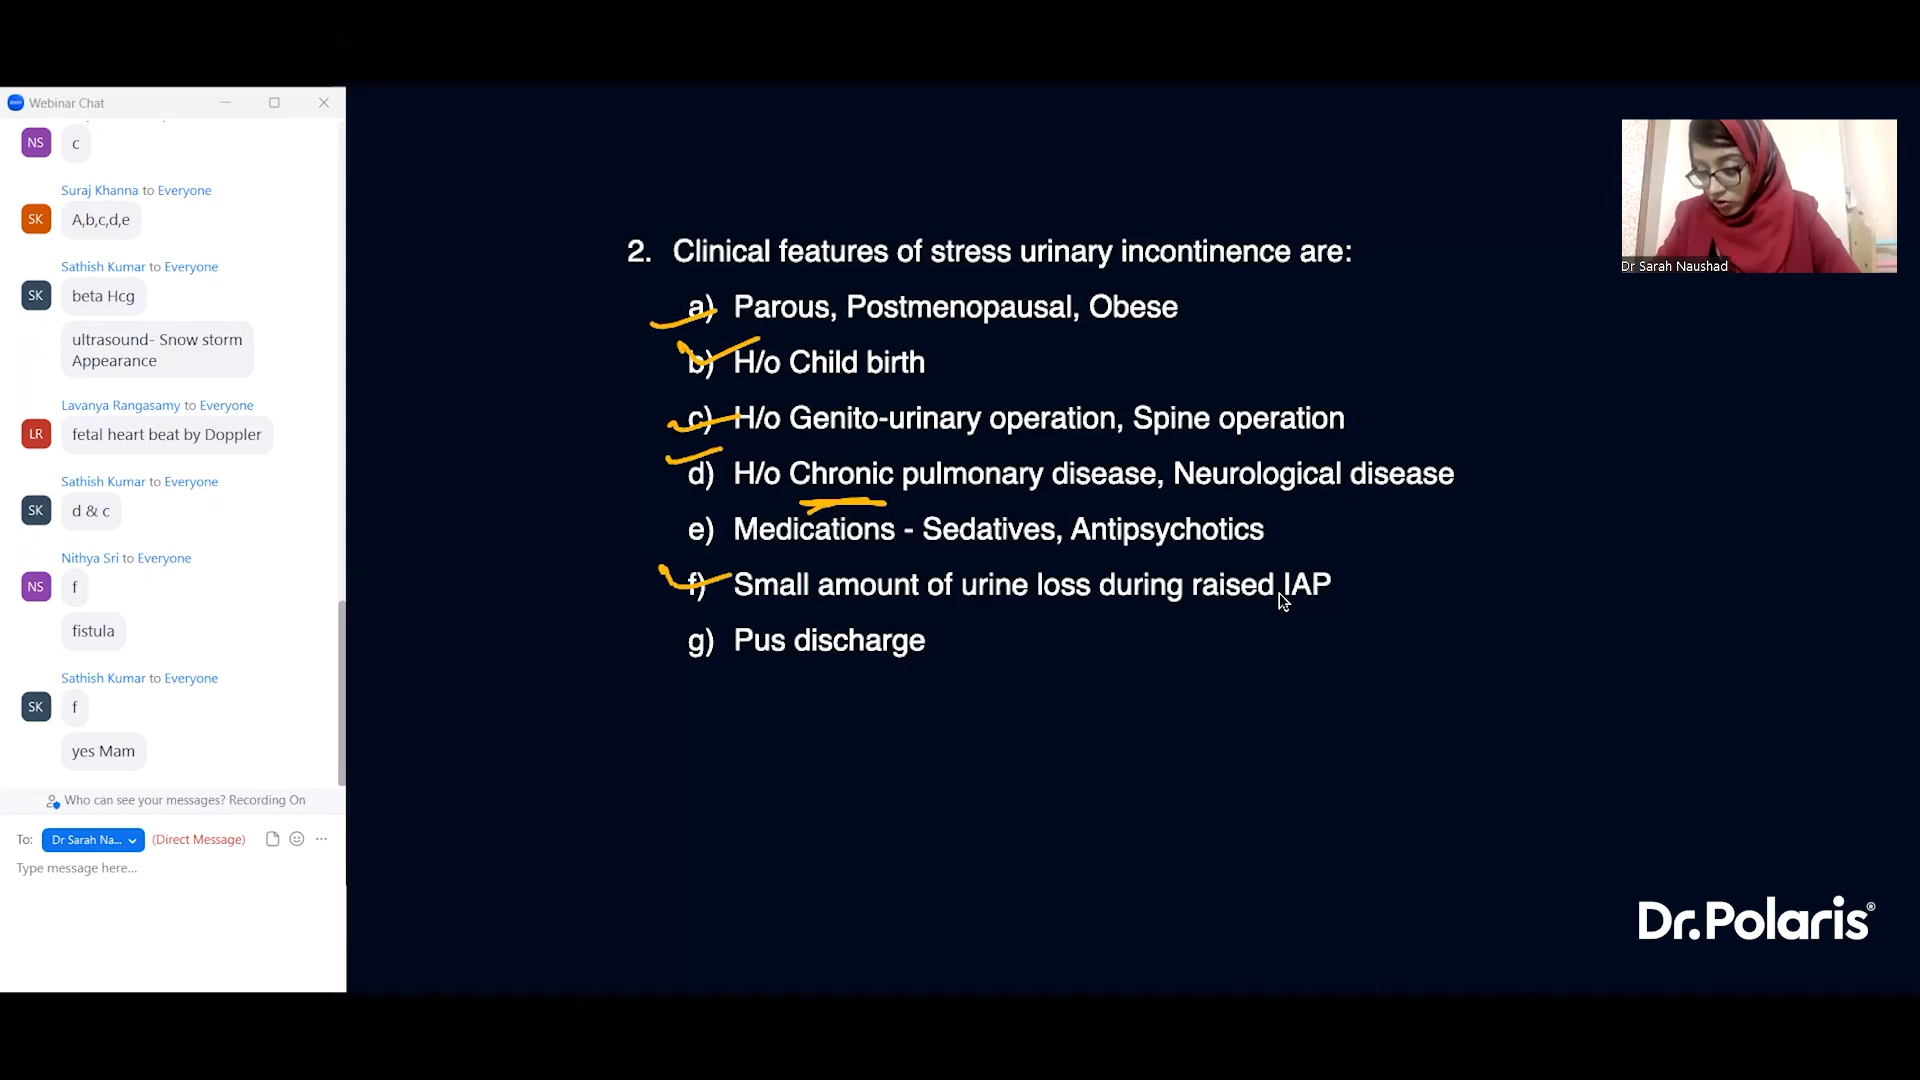 Webinar Chat
NS
c
Suraj Khanna to Everyone
SK
A,b,c,d,e
Sathish Kumar to Everyone
SK
beta Hcg
ultrasound- Snow storm
Appearance
Lavanya Rangasamy to Everyone
LR
fetal heart beat by Doppler
Sathish Kumar to Everyone
SK
d & c
Nithya Sri to Everyone
NS
f
fistula
Sathish Kumar to Everyone
SK
f
yes Mam
Who can see your messages? Recording On
To: Dr Sarah Na... (Direct Message)
Type message here...
2. Clinical features of stress urinary incontinence are:
a) Parous, Postmenopausal, Obese
b) H/o Child birth
c) H/o Genito-urinary operation, Spine operation
d) H/o Chronic pulmonary disease, Neurological disease
e) Medications - Sedatives, Antipsychotics
f) Small amount of urine loss during raised IAP
g) Pus discharge
Dr Sarah Naushad
Dr.Polaris®